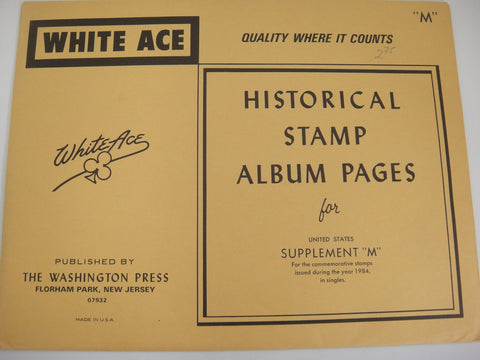 WHITE ACE
QUALITY WHERE IT COUNTS
"M"
2.75
White Ace
PUBLISHED BY
THE WASHINGTON PRESS
FLORHAM PARK, NEW JERSEY
07932
MADE IN U.S.A.
HISTORICAL
STAMP
ALBUM PAGES
for
UNITED STATES
SUPPLEMENT "M"
For the commemorative stamps
issued during the year 1984,
in singles.